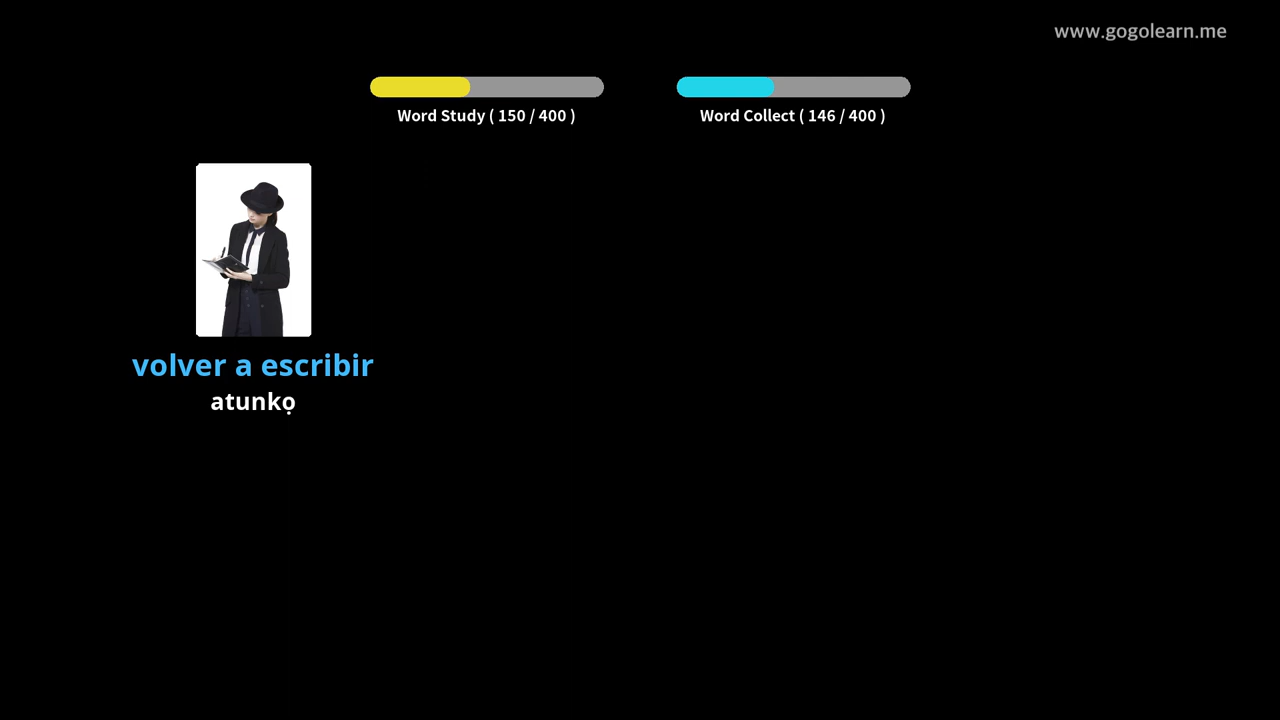 www.gogolearn.me
Word Study ( 150 / 400 )
Word Collect ( 146 / 400 )
volver a escribir
atunkọ